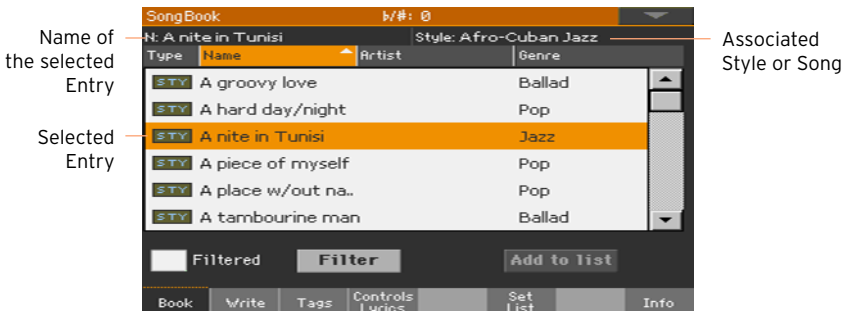 SongBook ♭/#: 0
N: A nite in Tunisi Style: Afro-Cuban Jazz
Type Name Artist Genre
STY A groovy love Ballad
STY A hard day/night Pop
STY A nite in Tunisi Jazz
STY A piece of myself Pop
STY A place w/out na.. Pop
STY A tambourine man Ballad
Filtered Filter Add to list
Book Write Tags Controls Lyrics Set List Info
Name of
the selected
Entry
Selected
Entry
Associated
Style or Song